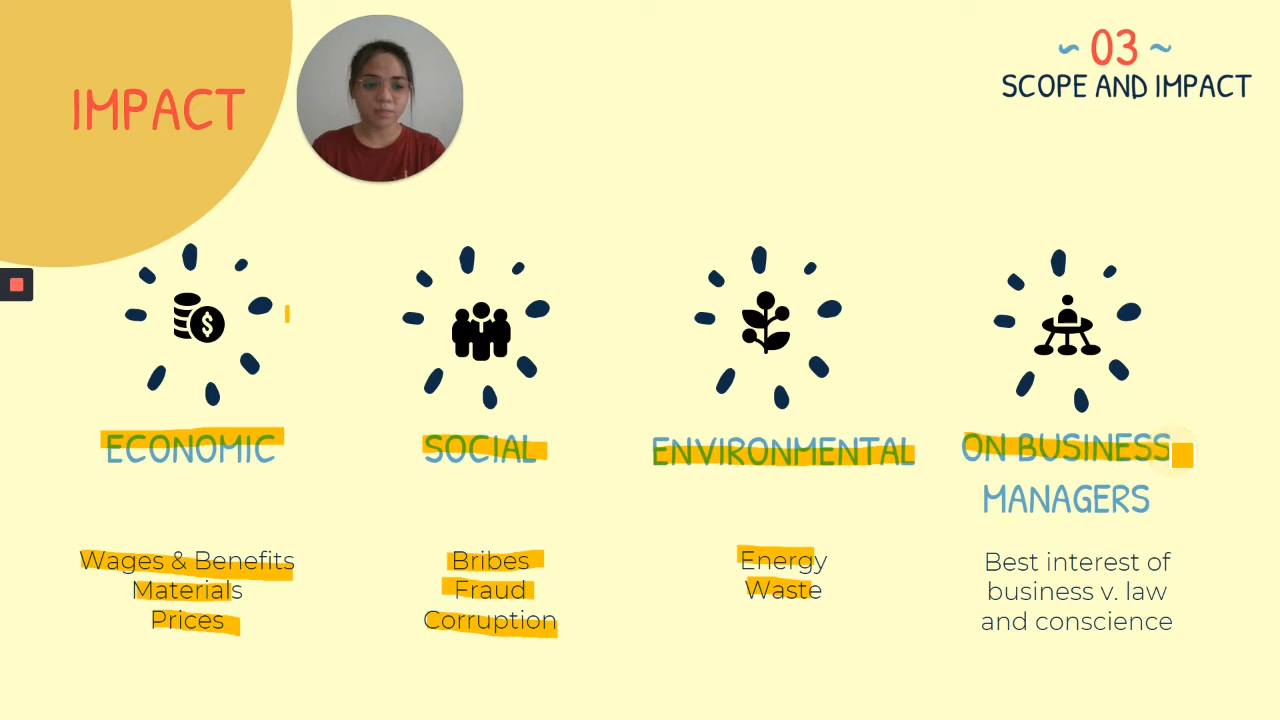 IMPACT
~ 03 ~
SCOPE AND IMPACT
ECONOMIC
Wages & Benefits
Materials
Prices
SOCIAL
Bribes
Fraud
Corruption
ENVIRONMENTAL
Energy
Waste
ON BUSINESS
MANAGERS
Best interest of
business v. law
and conscience